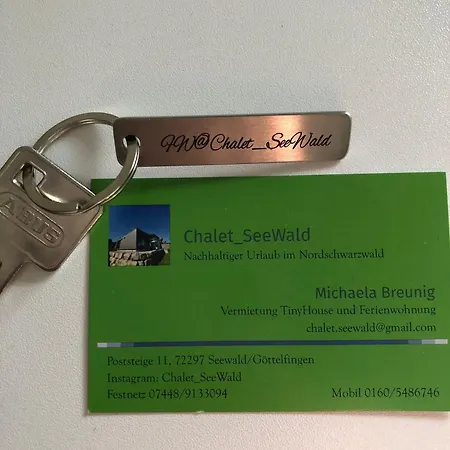 FW@Chalet_SeeWald
ABUS
Chalet_SeeWald
Nachhaltiger Urlaub im Nordschwarzwald
Michaela Breunig
Vermietung TinyHouse und Ferienwohnung
chalet.seewald@gmail.com
Poststeige 11, 72297 Seewald/Göttelfingen
Instagram: Chalet_SeeWald
Festnetz 07448/9133094 Mobil 0160/5486746